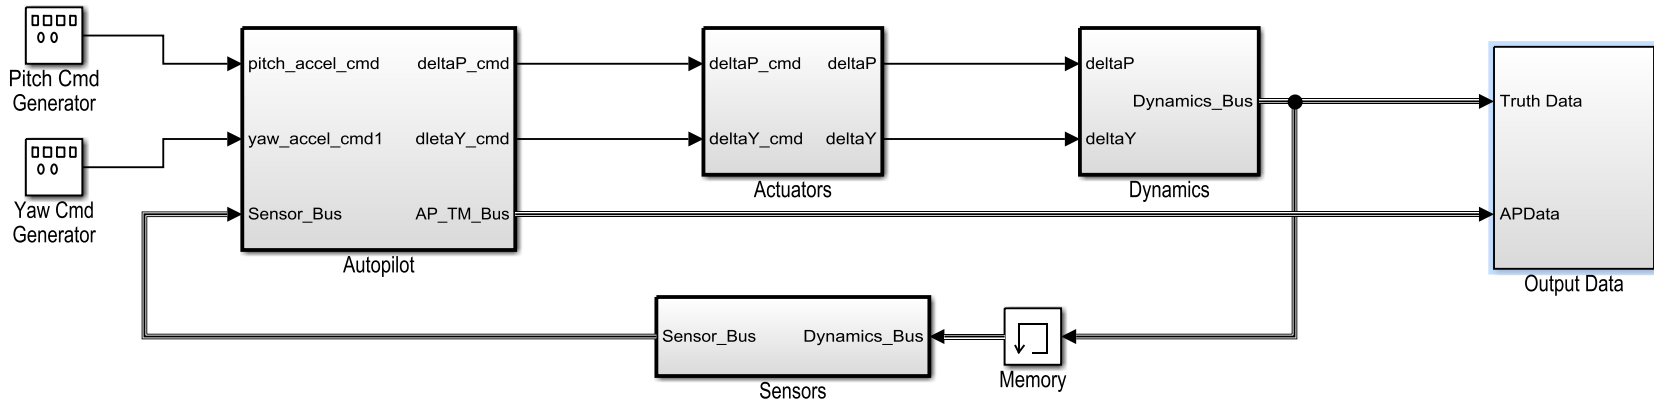 Pitch Cmd
Generator
Yaw Cmd
Generator
pitch_accel_cmd
deltaP_cmd
yaw_accel_cmd1
dletaY_cmd
Sensor_Bus
AP_TM_Bus
Autopilot
deltaP_cmd
deltaP
deltaY_cmd
deltaY
Actuators
deltaP
Dynamics_Bus
deltaY
Dynamics
Truth Data
APData
Output Data
Sensor_Bus
Dynamics_Bus
Sensors
Memory